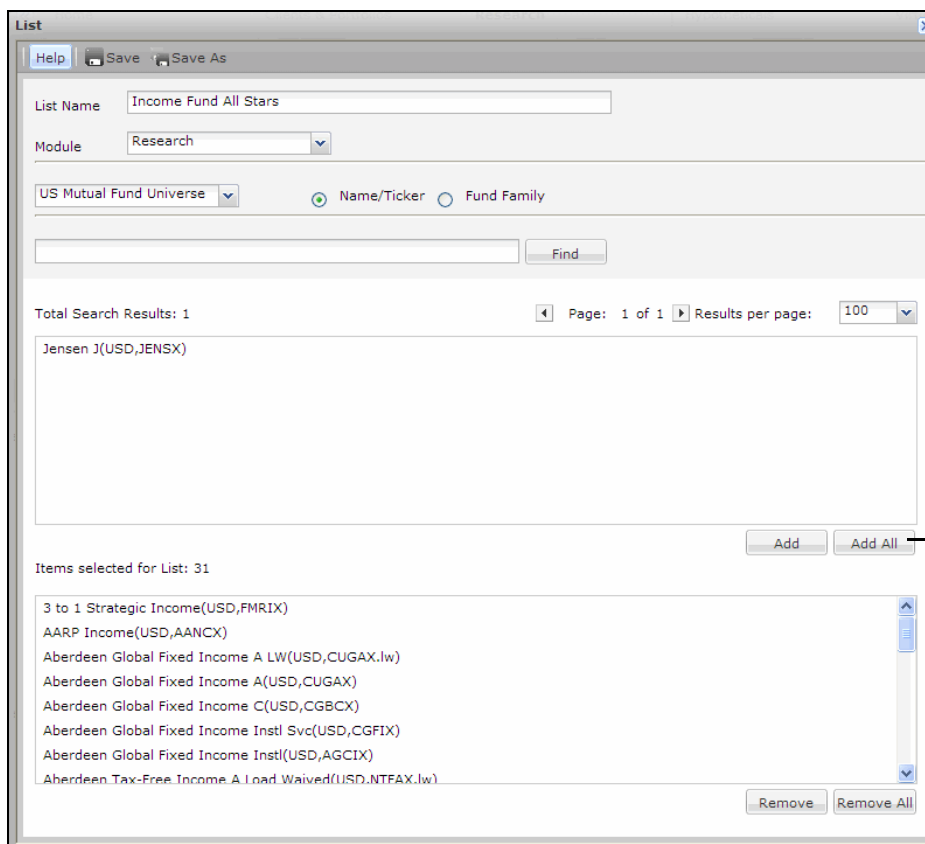 List
Help Save Save As
List Name Income Fund All Stars
Module Research
US Mutual Fund Universe Name/Ticker Fund Family
Find
Total Search Results: 1 Page: 1 of 1 Results per page: 100
Jensen J(USD,JENSX)
Add Add All
Items selected for List: 31
3 to 1 Strategic Income(USD,FMRIX)
AARP Income(USD,AANCX)
Aberdeen Global Fixed Income A LW(USD,CUGAX.lw)
Aberdeen Global Fixed Income A(USD,CUGAX)
Aberdeen Global Fixed Income C(USD,CGBCX)
Aberdeen Global Fixed Income Instl Svc(USD,CGFIX)
Aberdeen Global Fixed Income Instl(USD,AGCIX)
Aberdeen Tax-Free Income A Load Waived(USD,NTFAX.lw)
Remove Remove All